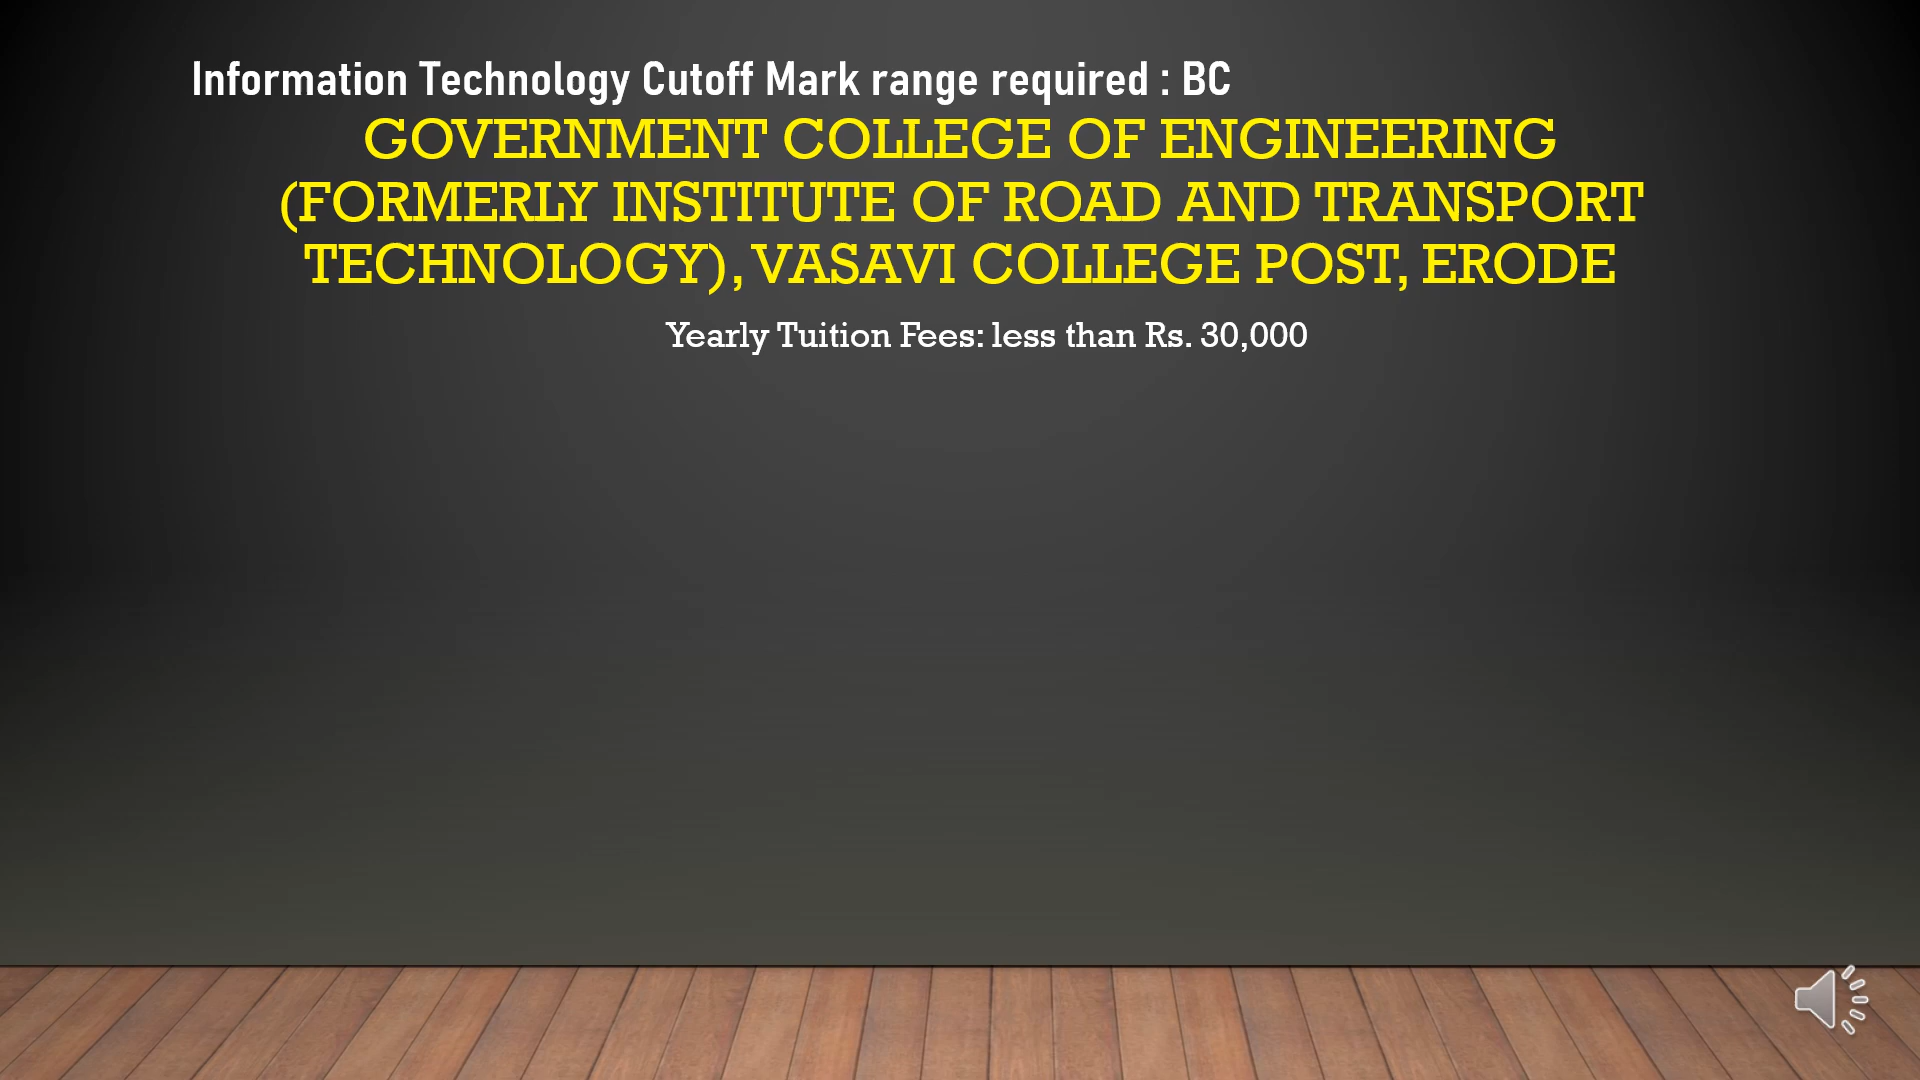 Information Technology Cutoff Mark range required : BC
GOVERNMENT COLLEGE OF ENGINEERING
(FORMERLY INSTITUTE OF ROAD AND TRANSPORT
TECHNOLOGY), VASAVI COLLEGE POST, ERODE
Yearly Tuition Fees: less than Rs. 30,000